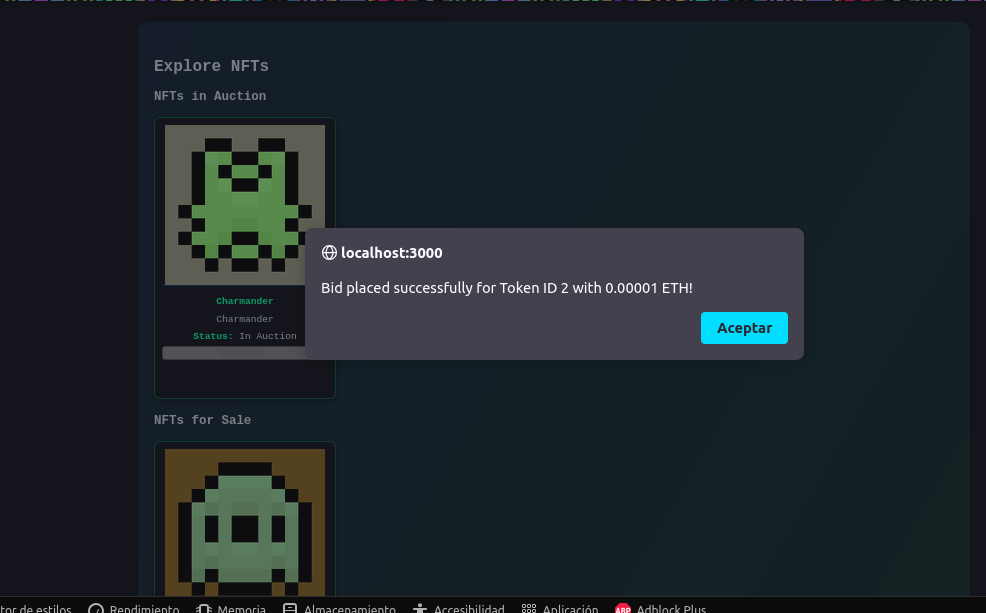 Explore NFTs
NFTs in Auction
localhost:3000
Bid placed successfully for Token ID 2 with 0.00001 ETH!
Aceptar
Charmander
Charmander
Status: In Auction
NFTs for Sale
tor de estilos Rendimiento Memoria Almacenamiento Accesibilidad Aplicación ABP Adblock Plus